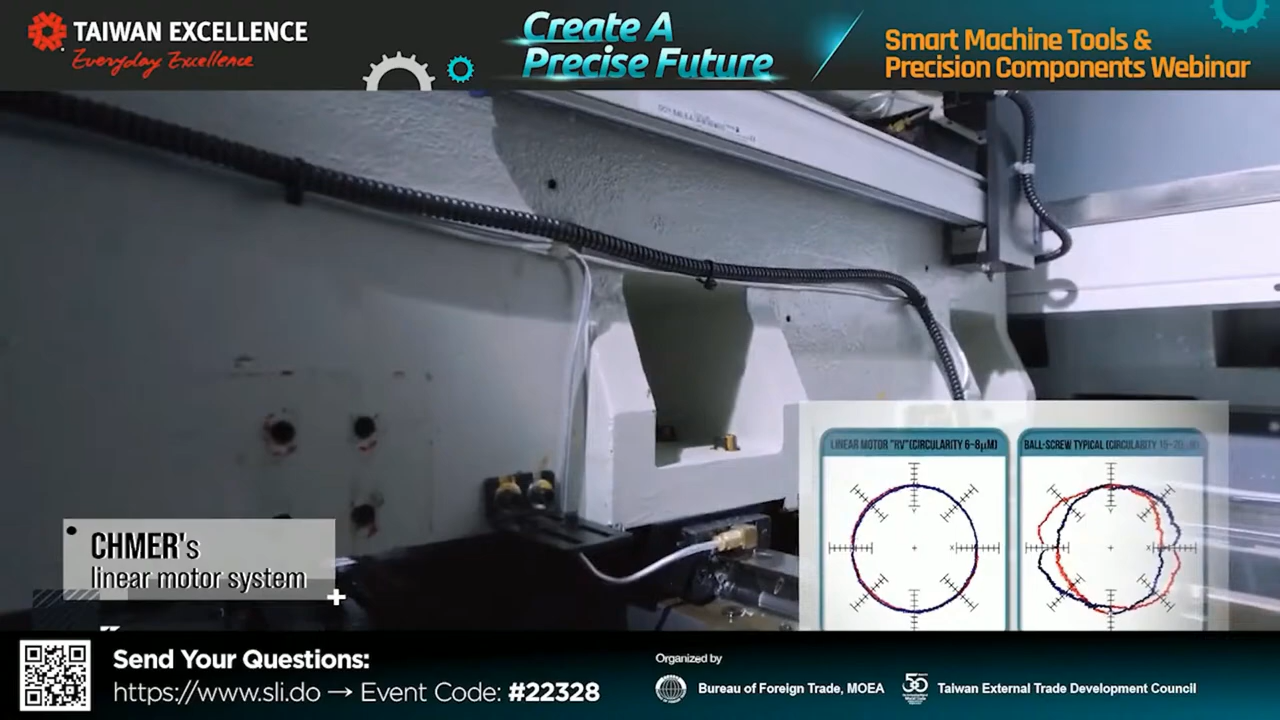 TAIWAN EXCELLENCE
Everyday Excellence
Create A
Precise Future
Smart Machine Tools &
Precision Components Webinar
LINEAR MOTOR "RV"(CIRCULARITY 6~8μM)
BALL-SCREW TYPICAL (CIRCULARITY
CHMER's
linear motor system
Send Your Questions:
https://www.sli.do → Event Code: #22328
Organized by
Bureau of Foreign Trade, MOEA
Taiwan External Trade Development Council